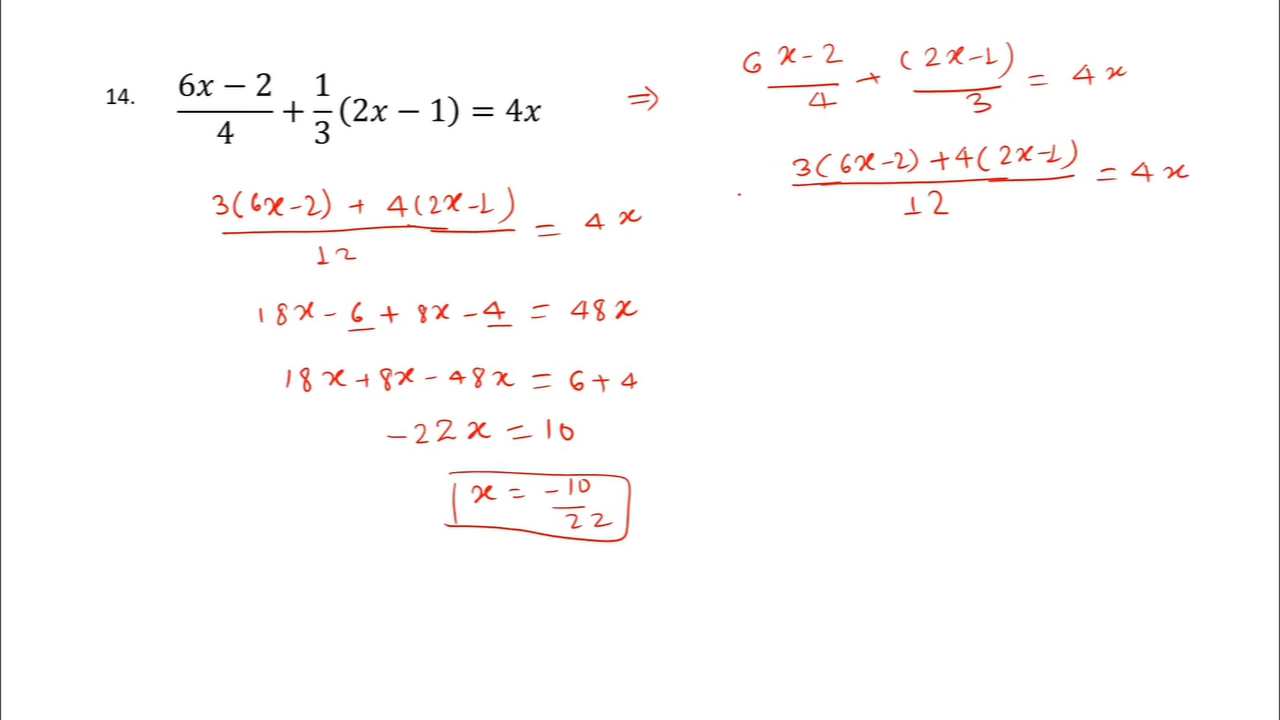 14. (6x − 2)/4 + 1/3 (2x − 1) = 4x
⇒ 6x-2/4 + (2x-1)/3 = 4x
3(6x-2) + 4(2x-1)/12 = 4x
3(6x-2) + 4(2x-1)/12 = 4x
18x - 6 + 8x - 4 = 48x
18x + 8x - 48x = 6 + 4
-22x = 10
x = -10/22